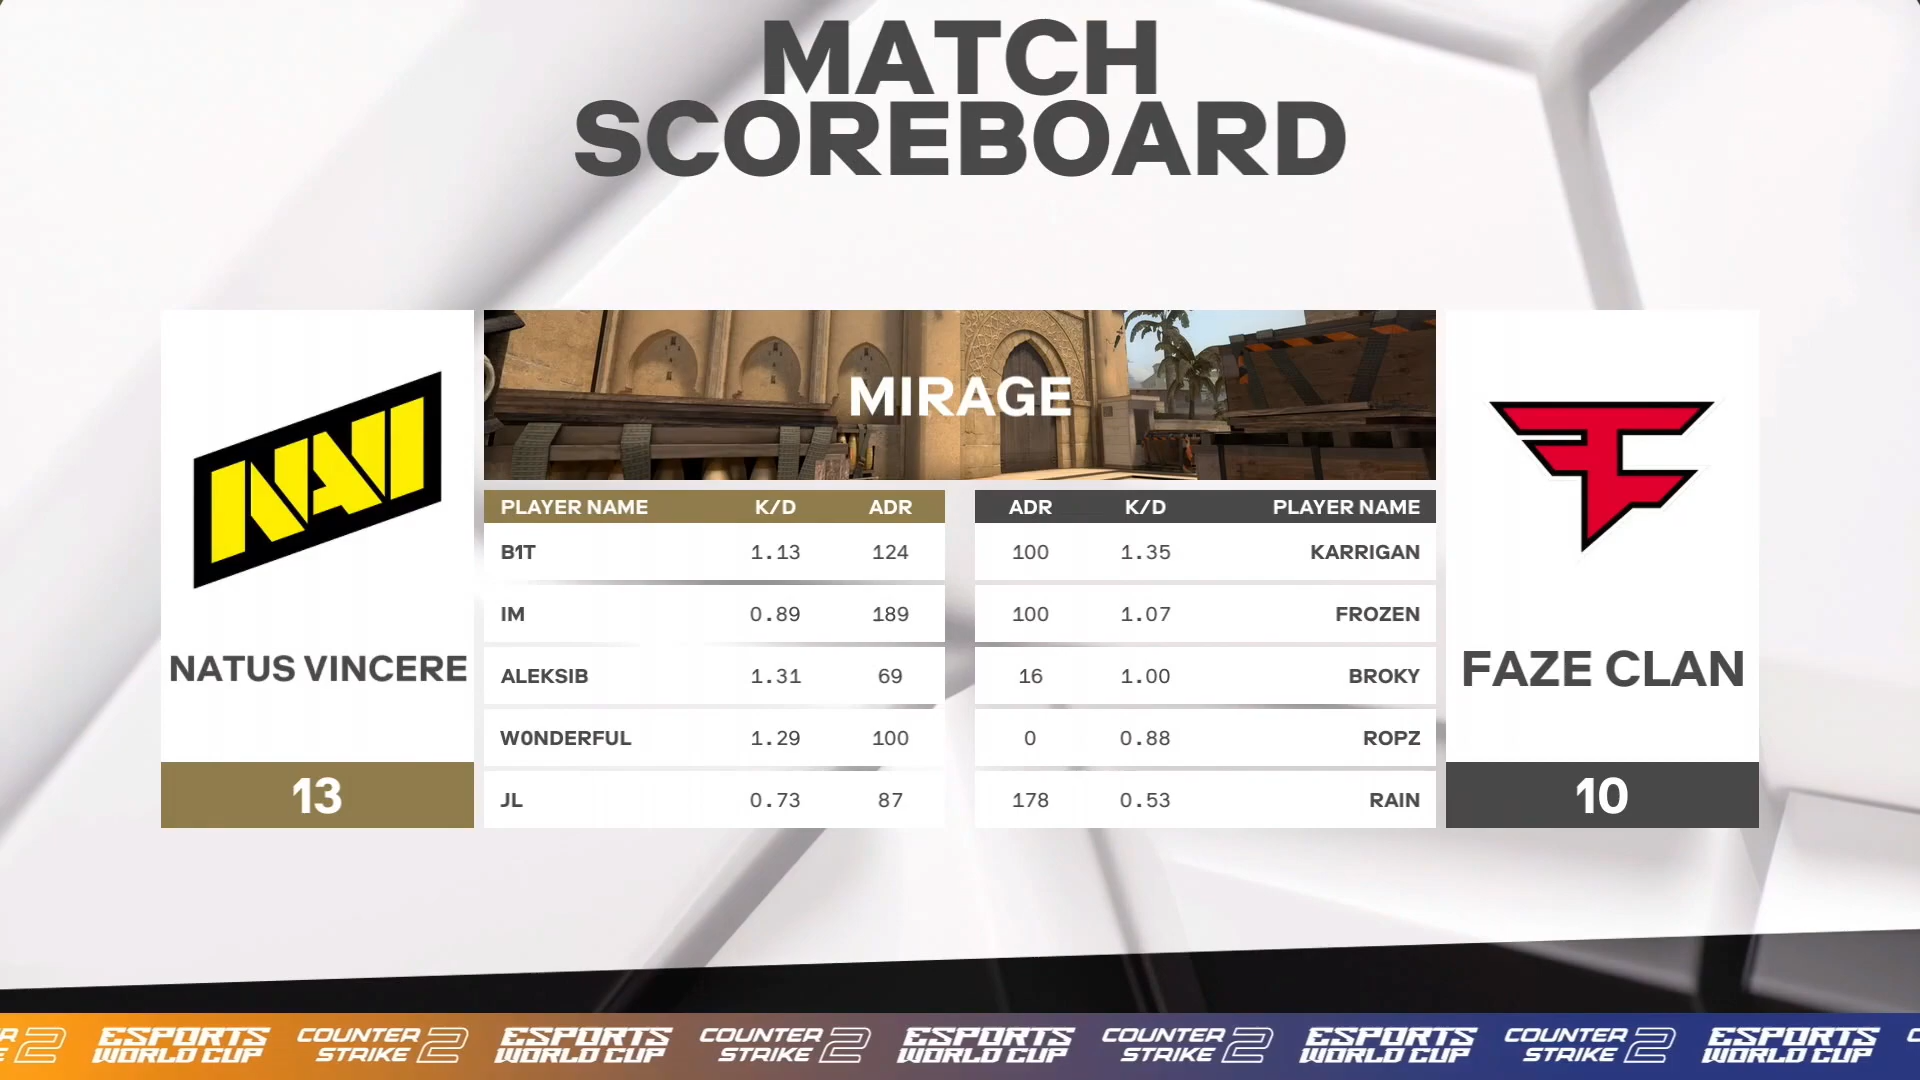 MATCH
SCOREBOARD
NAVI
NATUS VINCERE
13
MIRAGE
PLAYER NAME K/D ADR
B1T 1.13 124
IM 0.89 189
ALEKSIB 1.31 69
W0NDERFUL 1.29 100
JL 0.73 87
ADR K/D PLAYER NAME
100 1.35 KARRIGAN
100 1.07 FROZEN
16 1.00 BROKY
0 0.88 ROPZ
178 0.53 RAIN
FAZE CLAN
10
2 ESPORTS WORLD CUP COUNTER STRIKE 2 ESPORTS WORLD CUP COUNTER STRIKE 2 ESPORTS WORLD CUP COUNTER STRIKE 2 ESPORTS WORLD CUP COUNTER STRIKE 2 ESPORTS WORLD CUP